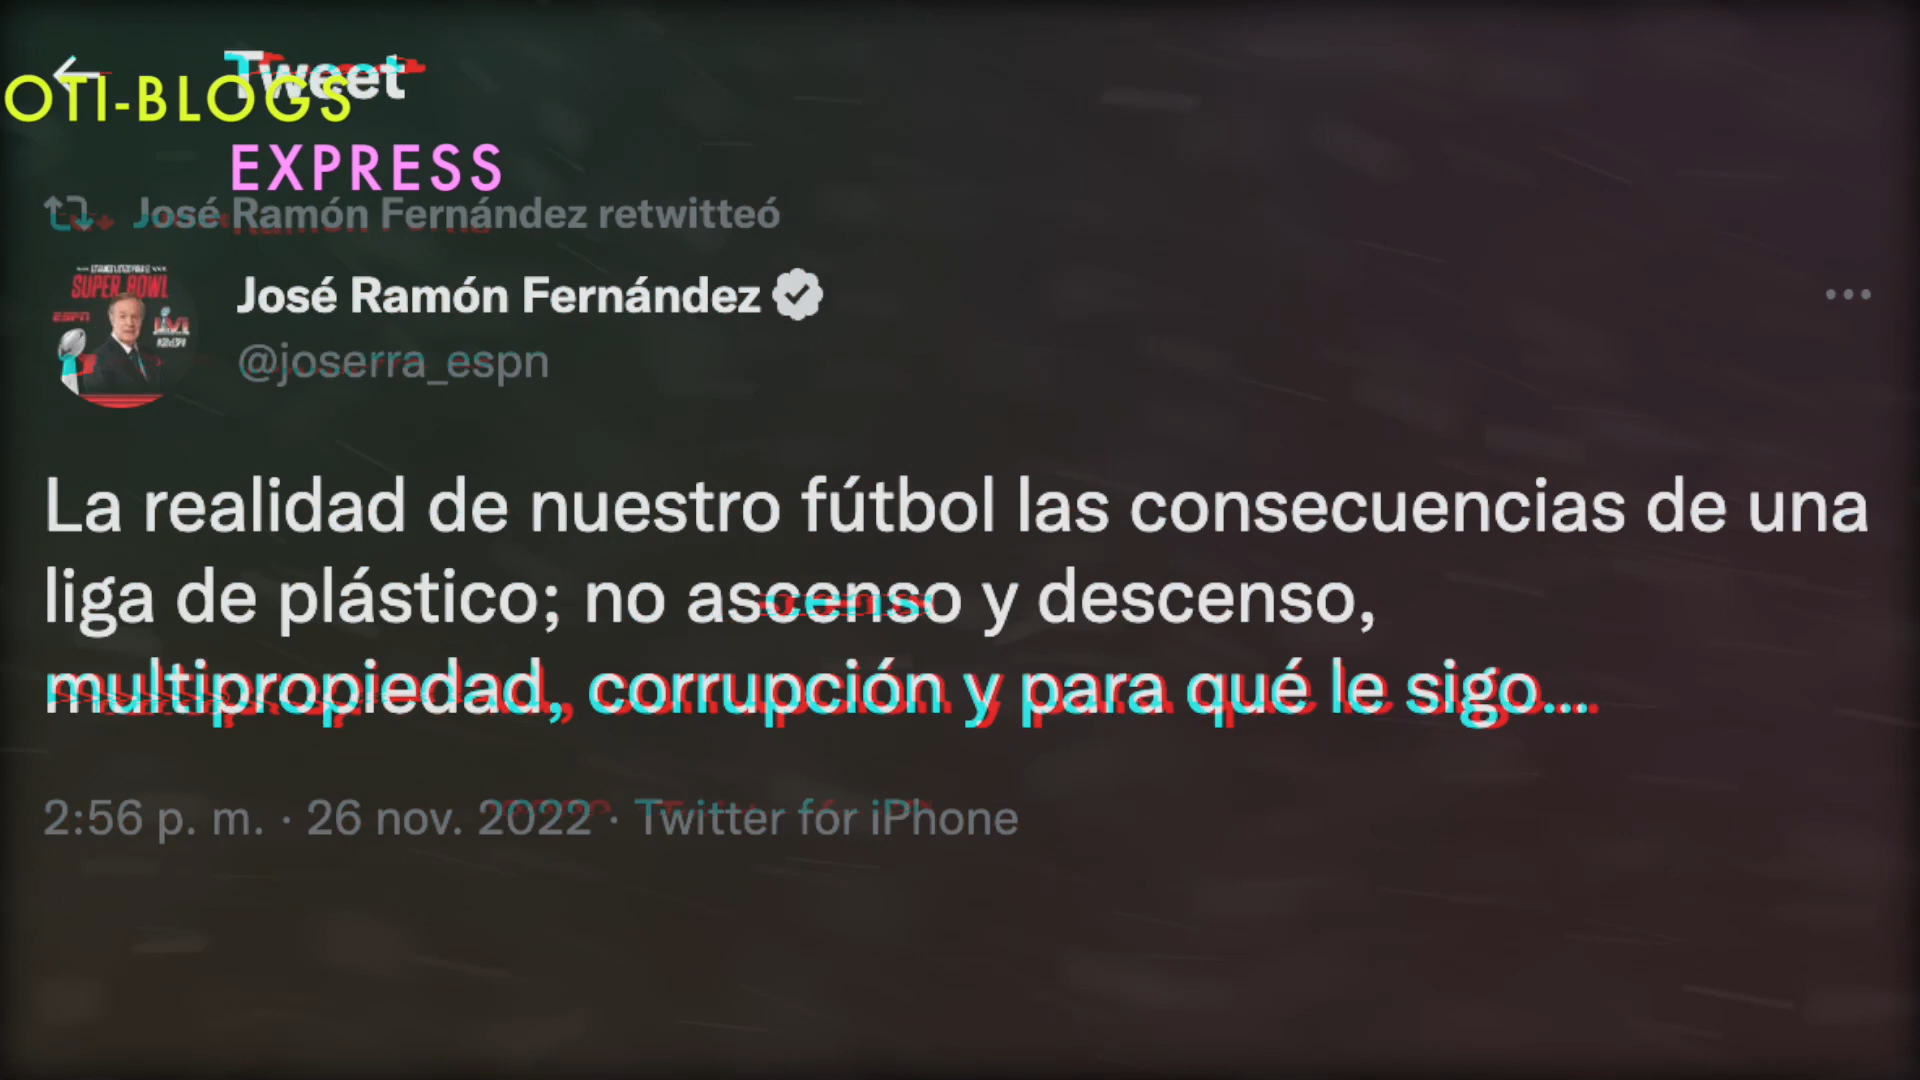 Tweet
OTI-BLOGS
EXPRESS
José Ramón Fernández retwitteó
SUPER BOWL
ESPN
LVI
José Ramón Fernández
@joserra_espn
La realidad de nuestro fútbol las consecuencias de una
liga de plástico; no ascenso y descenso,
multipropiedad, corrupción y para qué le sigo...
2:56 p. m. · 26 nov. 2022 · Twitter for iPhone